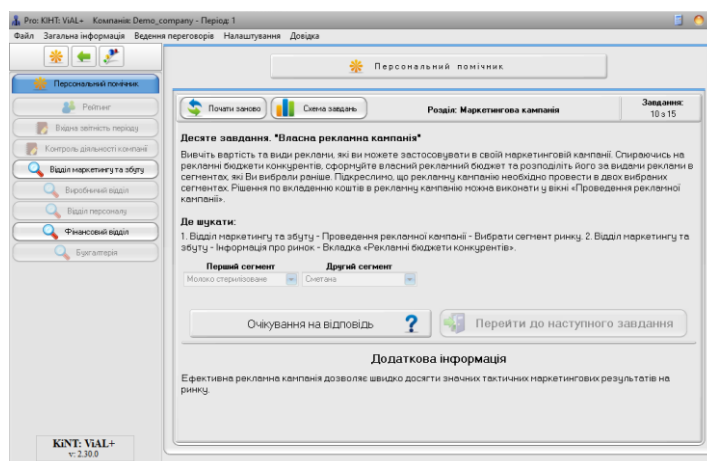 Pro: KІНТ: ViAL+   Компанія: Demo_company - Період: 1
Файл   Загальна інформація   Ведення переговорів   Налаштування   Довідка
Персональний помічник
Персональний помічник
Рейтинг
Вхідна звітність періоду
Контроль діяльності компанії
Відділ маркетингу та збуту
Виробничий відділ
Відділ персоналу
Фінансовий відділ
Бухгалтерія
Почати заново
Схема завдань
Розділ: Маркетингова кампанія
Завдання:
10 з 15
Десяте завдання. "Власна рекламна кампанія"
Вивчіть вартість та види реклами, які ви можете застосовувати в своїй маркетинговій кампанії. Спираючись на
рекламні бюджети конкурентів, сформуйте власний рекламний бюджет та розподіліть його за видами реклами в
сегментах, які Ви вибрали раніше. Підкреслимо, що рекламну кампанію необхідно провести в двох вибраних
сегментах. Рішення по вкладенню коштів в рекламну кампанію можна виконати у вікні «Проведення рекламної
кампанії».
Де шукати:
1. Відділ маркетингу та збуту - Проведення рекламної кампанії - Вибрати сегмент ринку. 2. Відділ маркетингу та
збуту - Інформація про ринок - Вкладка «Рекламні бюджети конкурентів».
Перший сегмент   Другий сегмент
Молоко стерилізоване   Сметана
Очікування на відповідь
Перейти до наступного завдання
Додаткова інформація
Ефективна рекламна кампанія дозволяє швидко досягти значних тактичних маркетингових результатів на
ринку.
KiNT: ViAL+
v: 2.30.0